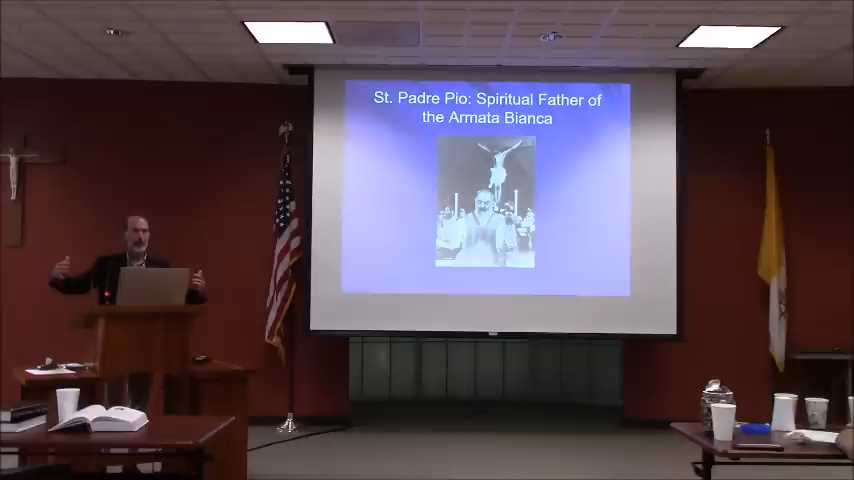 St. Padre Pio: Spiritual Father of
the Armata Bianca